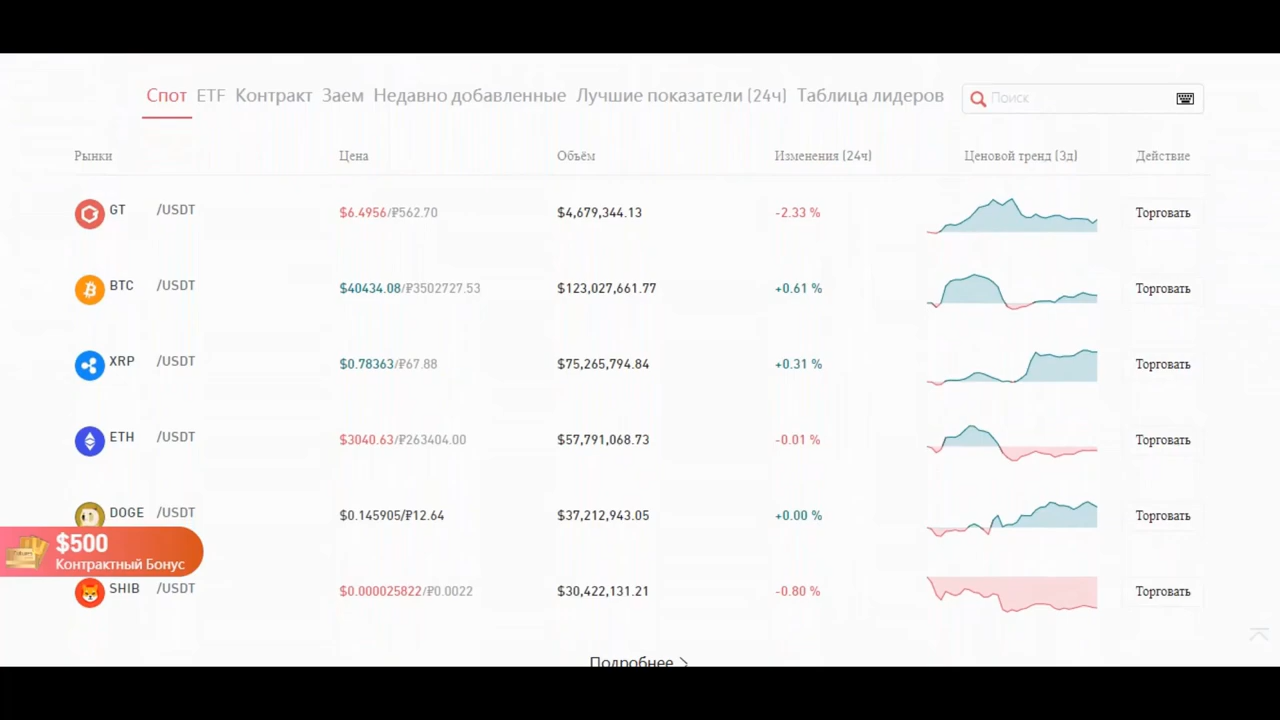 Спот ETF Контракт Заем Недавно добавленные Лучшие показатели (24ч) Таблица лидеров Поиск
Рынки Цена Объём Изменения (24ч) Ценовой тренд (3д) Действие
GT /USDT $6.4956/₽562.70 $4,679,344.13 -2.33 % Торговать
BTC /USDT $40434.08/₽3502727.53 $123,027,661.77 +0.61 % Торговать
XRP /USDT $0.78363/₽67.88 $75,265,794.84 +0.31 % Торговать
ETH /USDT $3040.63/₽263404.00 $57,791,068.73 -0.01 % Торговать
DOGE /USDT $0.145905/₽12.64 $37,212,943.05 +0.00 % Торговать
$500
Контрактный Бонус
SHIB /USDT $0.000025822/₽0.0022 $30,422,131.21 -0.80 % Торговать
Подробнее